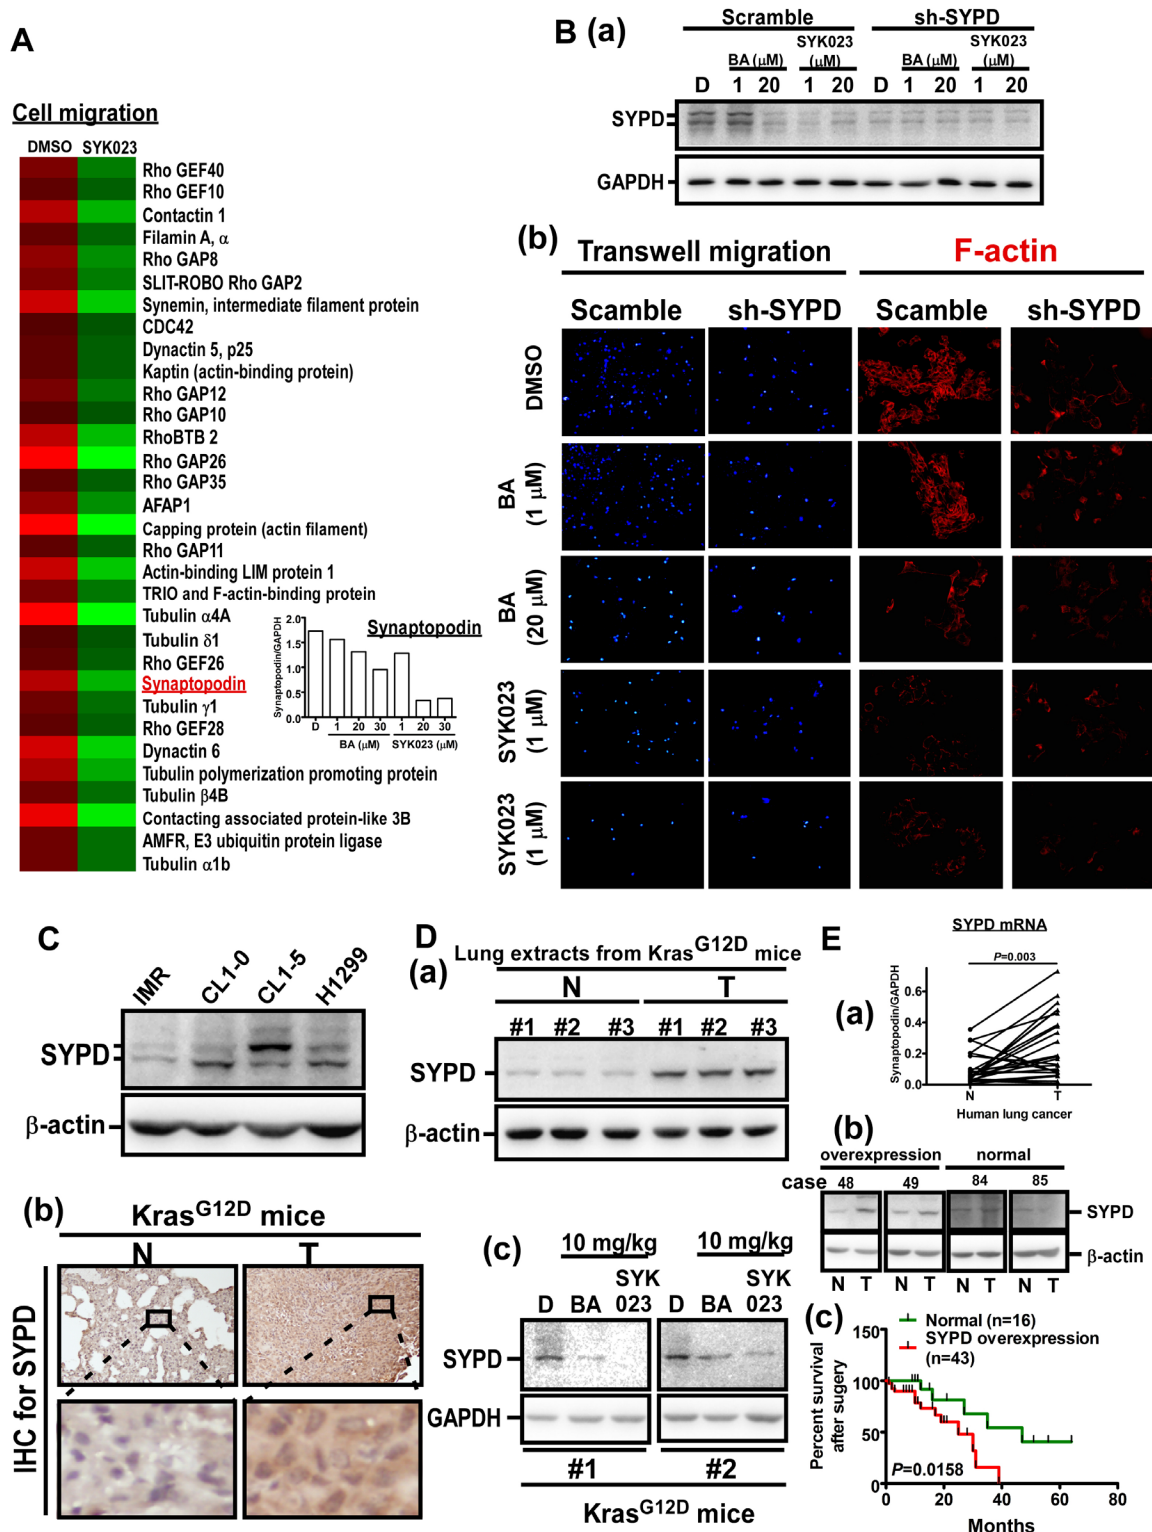 A
Cell migration
DMSO SYK023
Rho GEF40
Rho GEF10
Contactin 1
Filamin A, α
Rho GAP8
SLIT-ROBO Rho GAP2
Synemin, intermediate filament protein
CDC42
Dynactin 5, p25
Kaptin (actin-binding protein)
Rho GAP12
Rho GAP10
RhoBTB 2
Rho GAP26
Rho GAP35
AFAP1
Capping protein (actin filament)
Rho GAP11
Actin-binding LIM protein 1
TRIO and F-actin-binding protein
Tubulin α4A
Tubulin δ1
Rho GEF26
Synaptopodin
Tubulin γ1
Rho GEF28
Dynactin 6
Tubulin polymerization promoting protein
Tubulin β4B
Contacting associated protein-like 3B
AMFR, E3 ubiquitin protein ligase
Tubulin α1b
Synaptopodin
Synaptopodin/GAPDH
2.0
1.5
1.0
0.5
0.0
D 1 20 30 1 20 30
BA (μM) SYK023 (μM)
B (a)
Scramble sh-SYPD
SYK023 SYK023
BA (μM) (μM) BA (μM) (μM)
D 1 20 1 20 D 1 20 1 20
SYPD
GAPDH
(b)
Transwell migration F-actin
Scamble sh-SYPD Scamble sh-SYPD
DMSO
BA
(1 μM)
BA
(20 μM)
SYK023
(1 μM)
SYK023
(1 μM)
C
IMR CL1-0 CL1-5 H1299
SYPD
β-actin
D
(a)
Lung extracts from KrasG12D mice
N T
#1 #2 #3 #1 #2 #3
SYPD
β-actin
(b)
KrasG12D mice
N T
IHC for SYPD
(c)
10 mg/kg 10 mg/kg
SYK SYK
D BA 023 D BA 023
SYPD
GAPDH
#1 #2
KrasG12D mice
E
(a)
SYPD mRNA
P=0.003
Synaptopodin/GAPDH
0.6
0.4
0.2
0.0
N T
Human lung cancer
(b)
overexpression normal
case 48 49 84 85
SYPD
β-actin
N T N T N T N T
(c)
Normal (n=16)
SYPD overexpression
(n=43)
Percent survival
after sugery
150
100
50
0
P=0.0158
0 20 40 60 80
Months